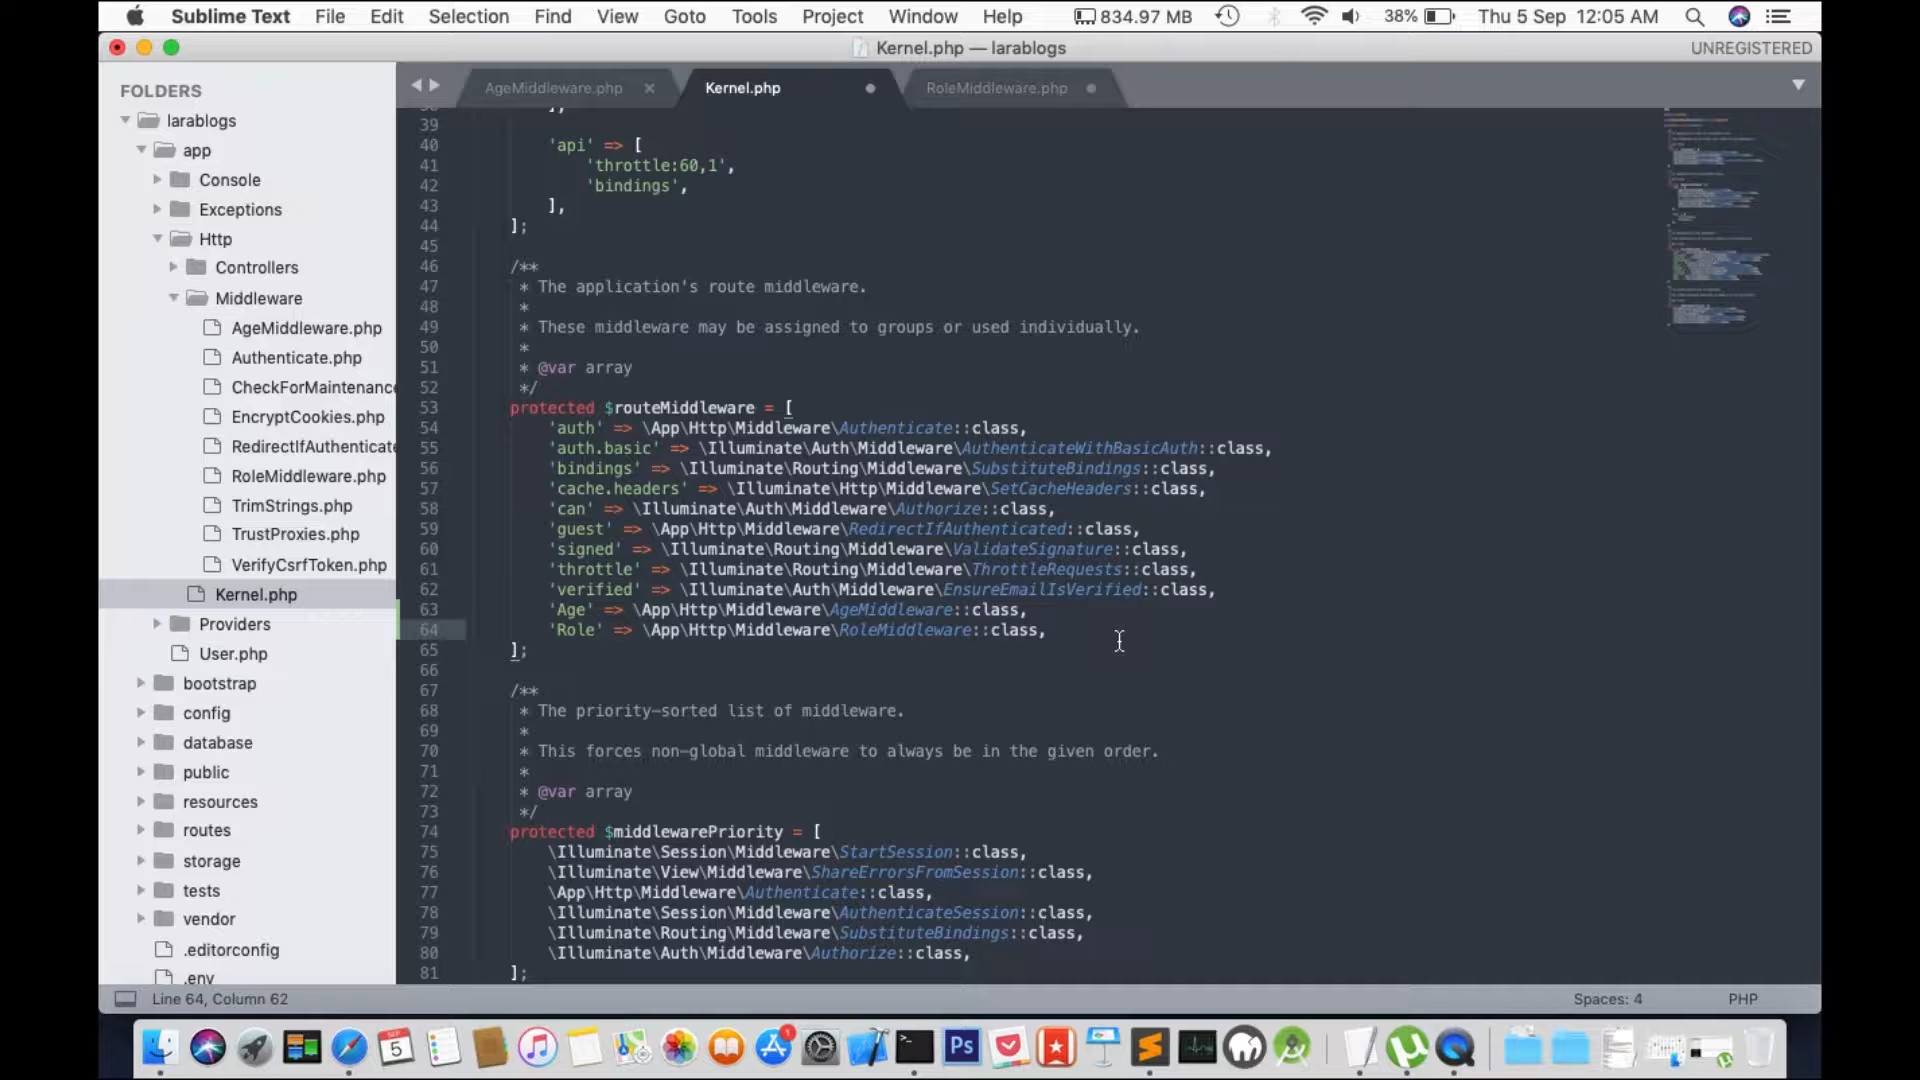 Sublime Text File Edit Selection Find View Goto Tools Project Window Help 834.97 MB 38% Thu 5 Sep 12:05 AM
Kernel.php — larablogs UNREGISTERED
FOLDERS
larablogs
app
Console
Exceptions
Http
Controllers
Middleware
AgeMiddleware.php
Authenticate.php
CheckForMaintenance
EncryptCookies.php
RedirectIfAuthenticate
RoleMiddleware.php
TrimStrings.php
TrustProxies.php
VerifyCsrfToken.php
Kernel.php
Providers
User.php
bootstrap
config
database
public
resources
routes
storage
tests
vendor
.editorconfig
.env
AgeMiddleware.php Kernel.php RoleMiddleware.php
38 ],
39
40 'api' => [
41 'throttle:60,1',
42 'bindings',
43 ],
44 ];
45
46 /**
47 * The application's route middleware.
48 *
49 * These middleware may be assigned to groups or used individually.
50 *
51 * @var array
52 */
53 protected $routeMiddleware = [
54 'auth' => \App\Http\Middleware\Authenticate::class,
55 'auth.basic' => \Illuminate\Auth\Middleware\AuthenticateWithBasicAuth::class,
56 'bindings' => \Illuminate\Routing\Middleware\SubstituteBindings::class,
57 'cache.headers' => \Illuminate\Http\Middleware\SetCacheHeaders::class,
58 'can' => \Illuminate\Auth\Middleware\Authorize::class,
59 'guest' => \App\Http\Middleware\RedirectIfAuthenticated::class,
60 'signed' => \Illuminate\Routing\Middleware\ValidateSignature::class,
61 'throttle' => \Illuminate\Routing\Middleware\ThrottleRequests::class,
62 'verified' => \Illuminate\Auth\Middleware\EnsureEmailIsVerified::class,
63 'Age' => \App\Http\Middleware\AgeMiddleware::class,
64 'Role' => \App\Http\Middleware\RoleMiddleware::class,
65 ];
66
67 /**
68 * The priority-sorted list of middleware.
69 *
70 * This forces non-global middleware to always be in the given order.
71 *
72 * @var array
73 */
74 protected $middlewarePriority = [
75 \Illuminate\Session\Middleware\StartSession::class,
76 \Illuminate\View\Middleware\ShareErrorsFromSession::class,
77 \App\Http\Middleware\Authenticate::class,
78 \Illuminate\Session\Middleware\AuthenticateSession::class,
79 \Illuminate\Routing\Middleware\SubstituteBindings::class,
80 \Illuminate\Auth\Middleware\Authorize::class,
81 ];
Line 64, Column 62 Spaces: 4 PHP
SEP
5
1
Ps